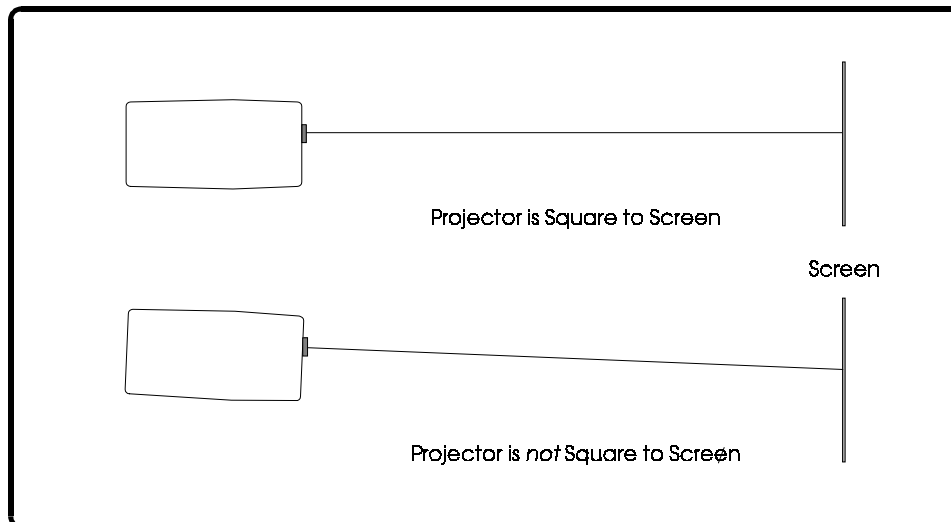 Projector is Square to Screen
Screen
Projector is not Square to Screen